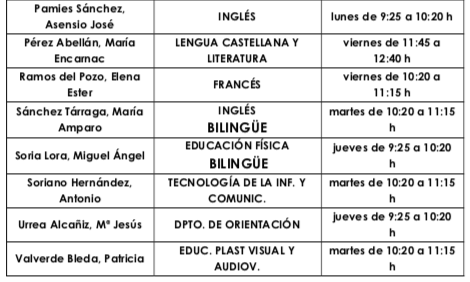 Pamies Sánchez,
Asensio José
INGLÉS
lunes de 9:25 a 10:20 h
Pérez Abellán, María
Encarnac
LENGUA CASTELLANA Y
LITERATURA
viernes de 11:45 a
12:40 h
Ramos del Pozo, Elena
Ester
FRANCÉS
viernes de 10:20 a
11:15 h
Sánchez Tárraga, María
Amparo
INGLÉS
BILINGÜE
martes de 10:20 a 11:15
h
Soria Lora, Miguel Ángel
EDUCACIÓN FÍSICA
BILINGÜE
jueves de 9:25 a 10:20
h
Soriano Hernández,
Antonio
TECNOLOGÍA DE LA INF. Y
COMUNIC.
martes de 10:20 a 11:15
h
Urrea Alcañiz, Mª Jesús
DPTO. DE ORIENTACIÓN
jueves de 9:25 a 10:20
h
Valverde Bleda, Patricia
EDUC. PLAST VISUAL Y
AUDIOV.
martes de 10:20 a 11:15
h